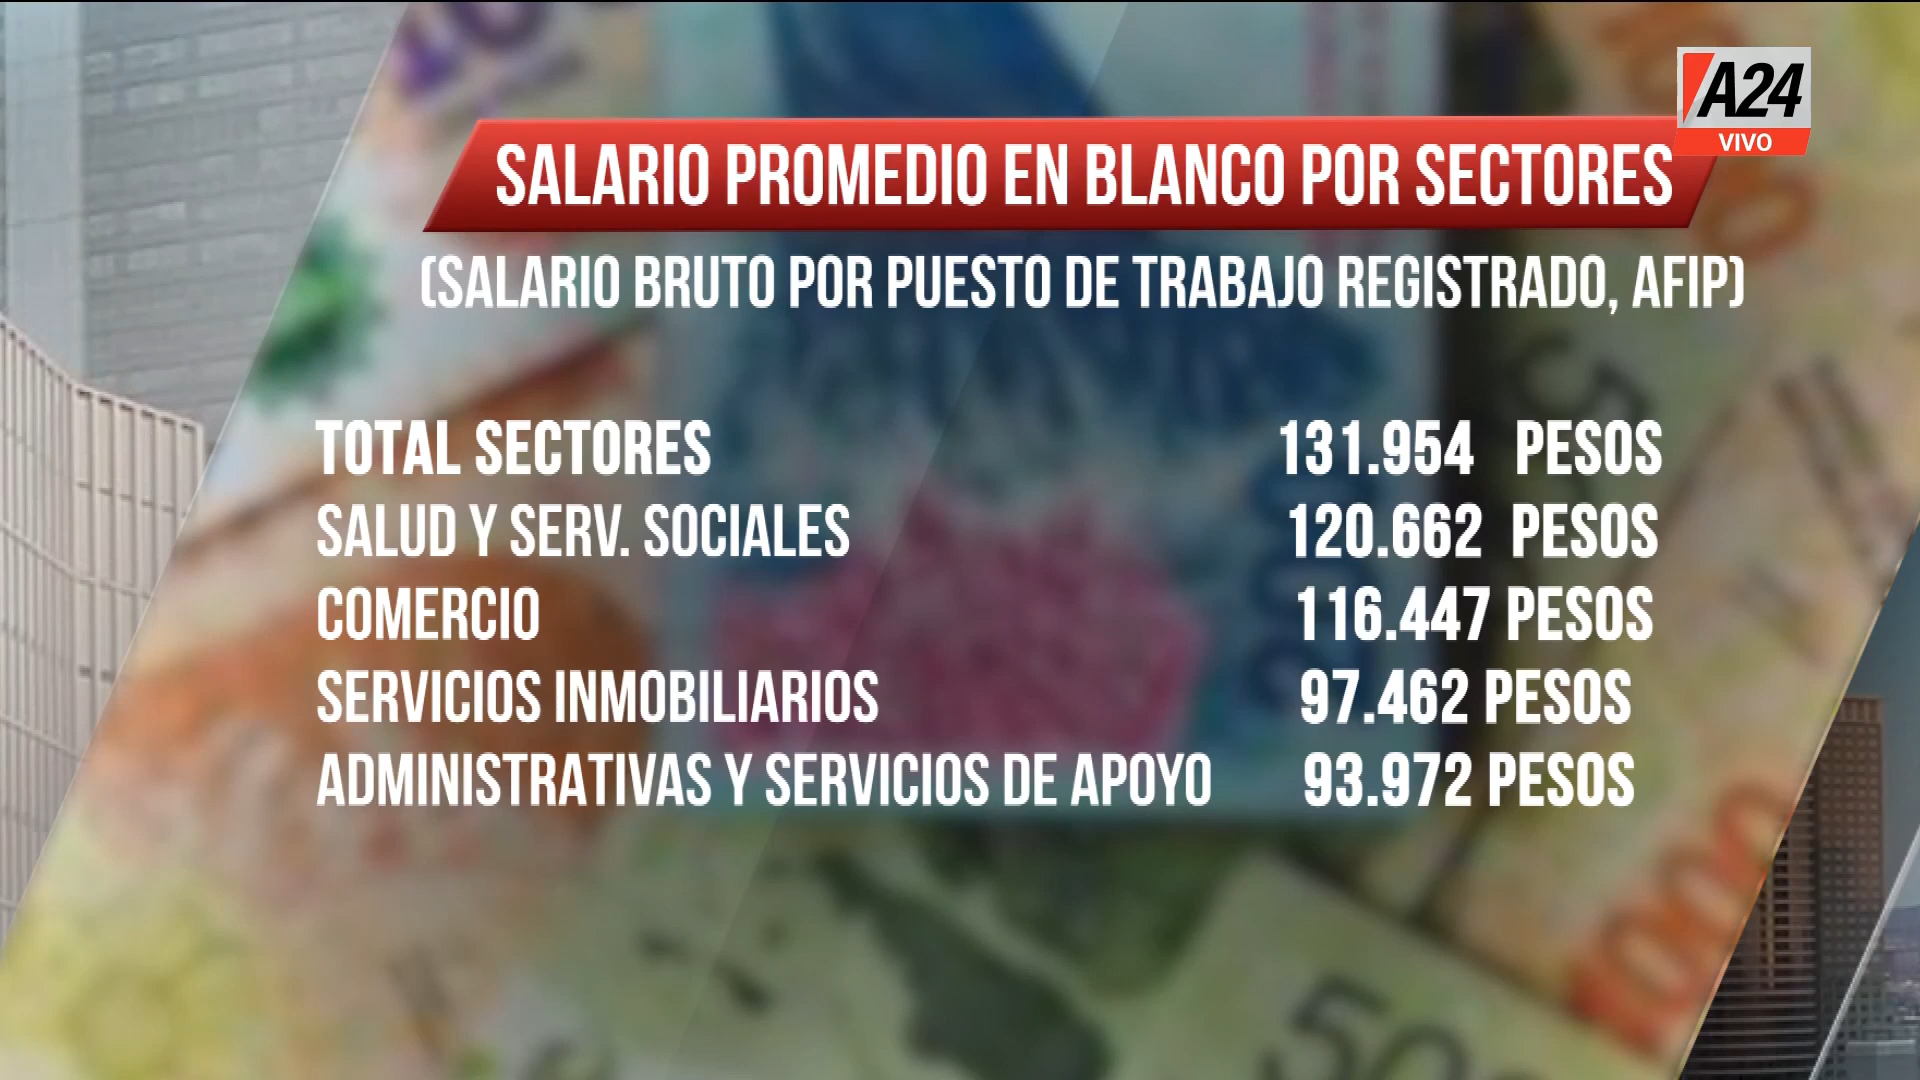 A24
VIVO
SALARIO PROMEDIO EN BLANCO POR SECTORES
(SALARIO BRUTO POR PUESTO DE TRABAJO REGISTRADO, AFIP)
TOTAL SECTORES 131.954 PESOS
SALUD Y SERV. SOCIALES 120.662 PESOS
COMERCIO 116.447 PESOS
SERVICIOS INMOBILIARIOS 97.462 PESOS
ADMINISTRATIVAS Y SERVICIOS DE APOYO 93.972 PESOS